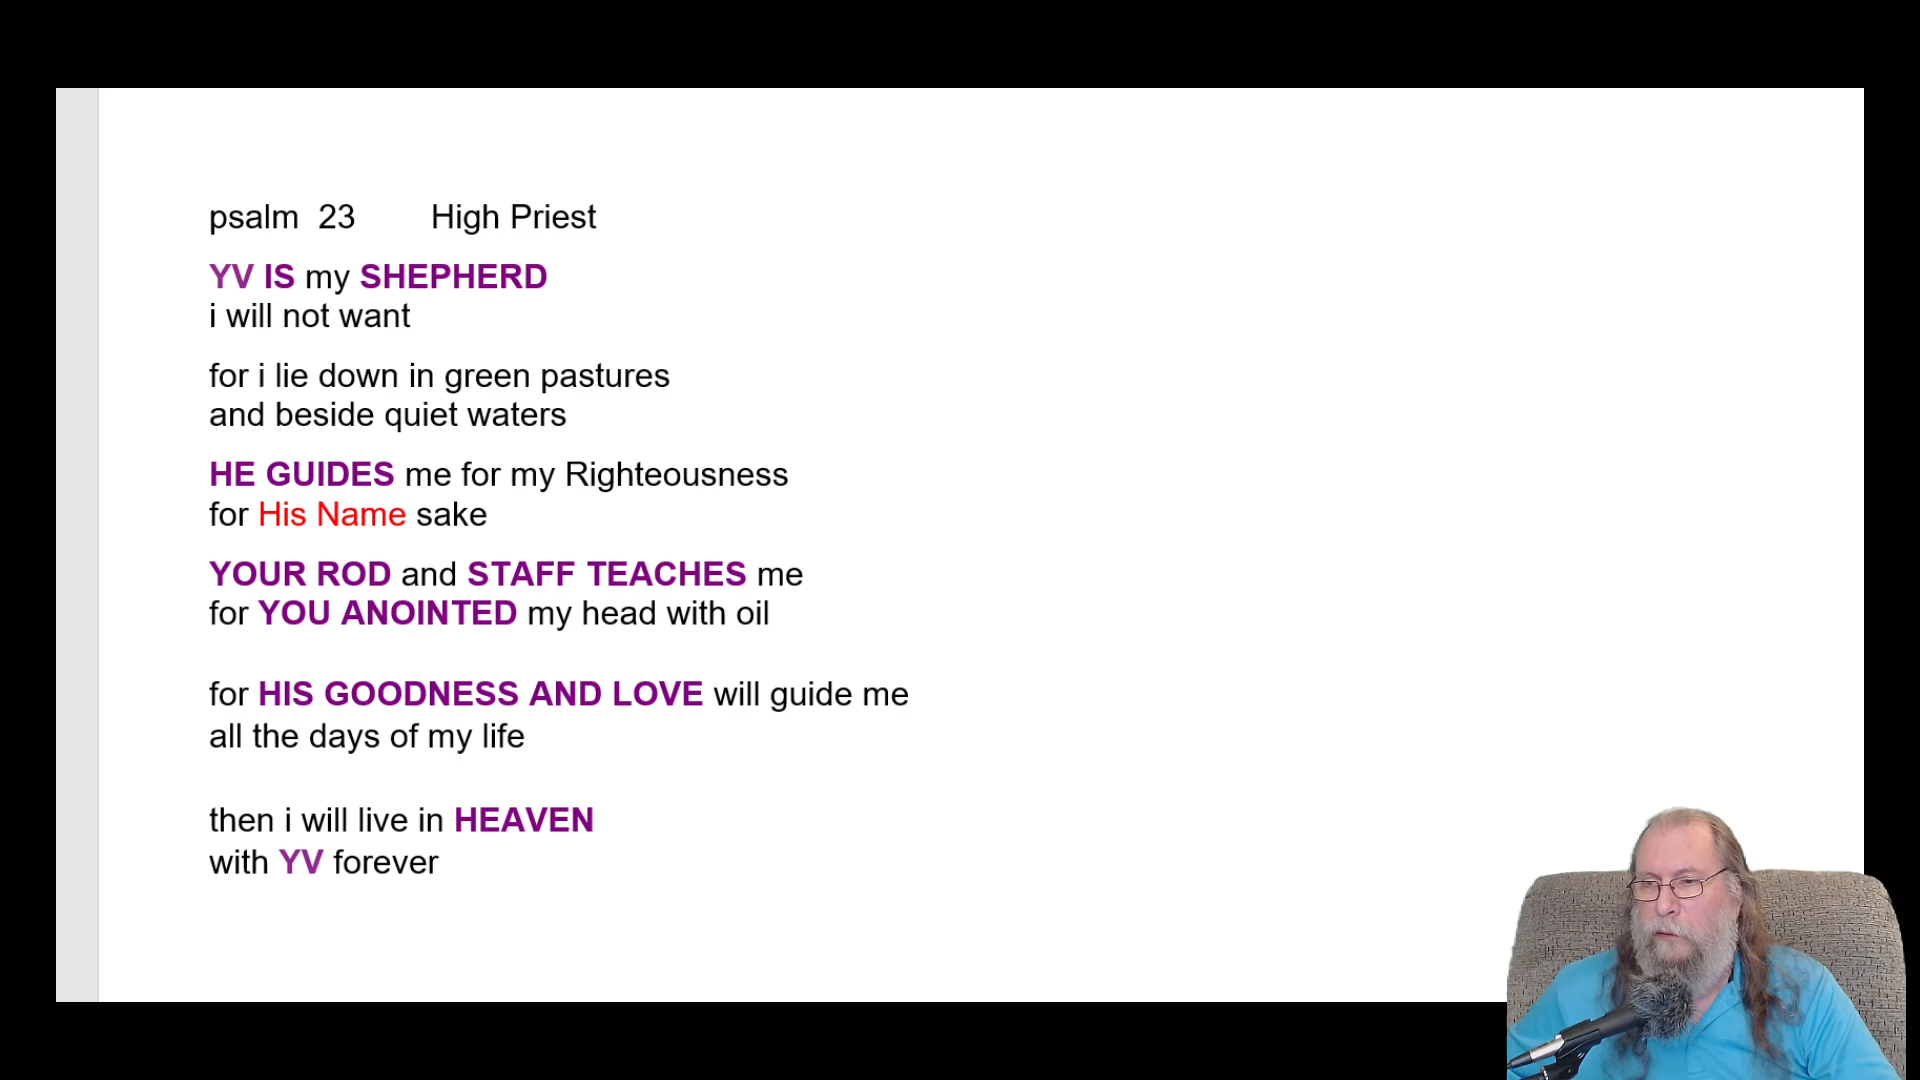 psalm 23 High Priest
YV IS my SHEPHERD
i will not want
for i lie down in green pastures
and beside quiet waters
HE GUIDES me for my Righteousness
for His Name sake
YOUR ROD and STAFF TEACHES me
for YOU ANOINTED my head with oil
for HIS GOODNESS AND LOVE will guide me
all the days of my life
then i will live in HEAVEN
with YV forever